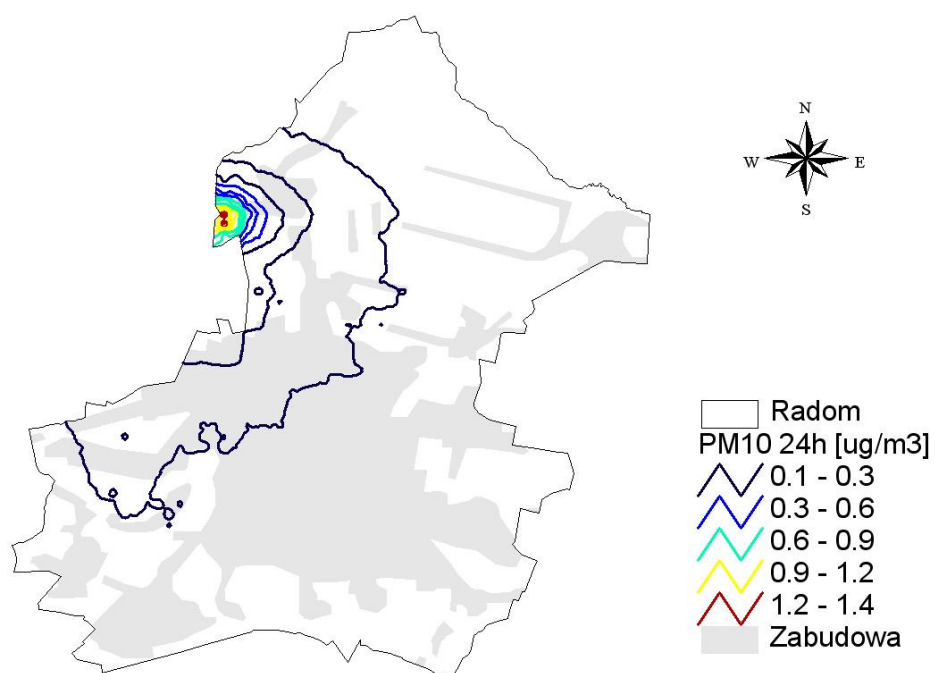 N
W E
S
Radom
PM10 24h [ug/m3]
0.1 - 0.3
0.3 - 0.6
0.6 - 0.9
0.9 - 1.2
1.2 - 1.4
Zabudowa